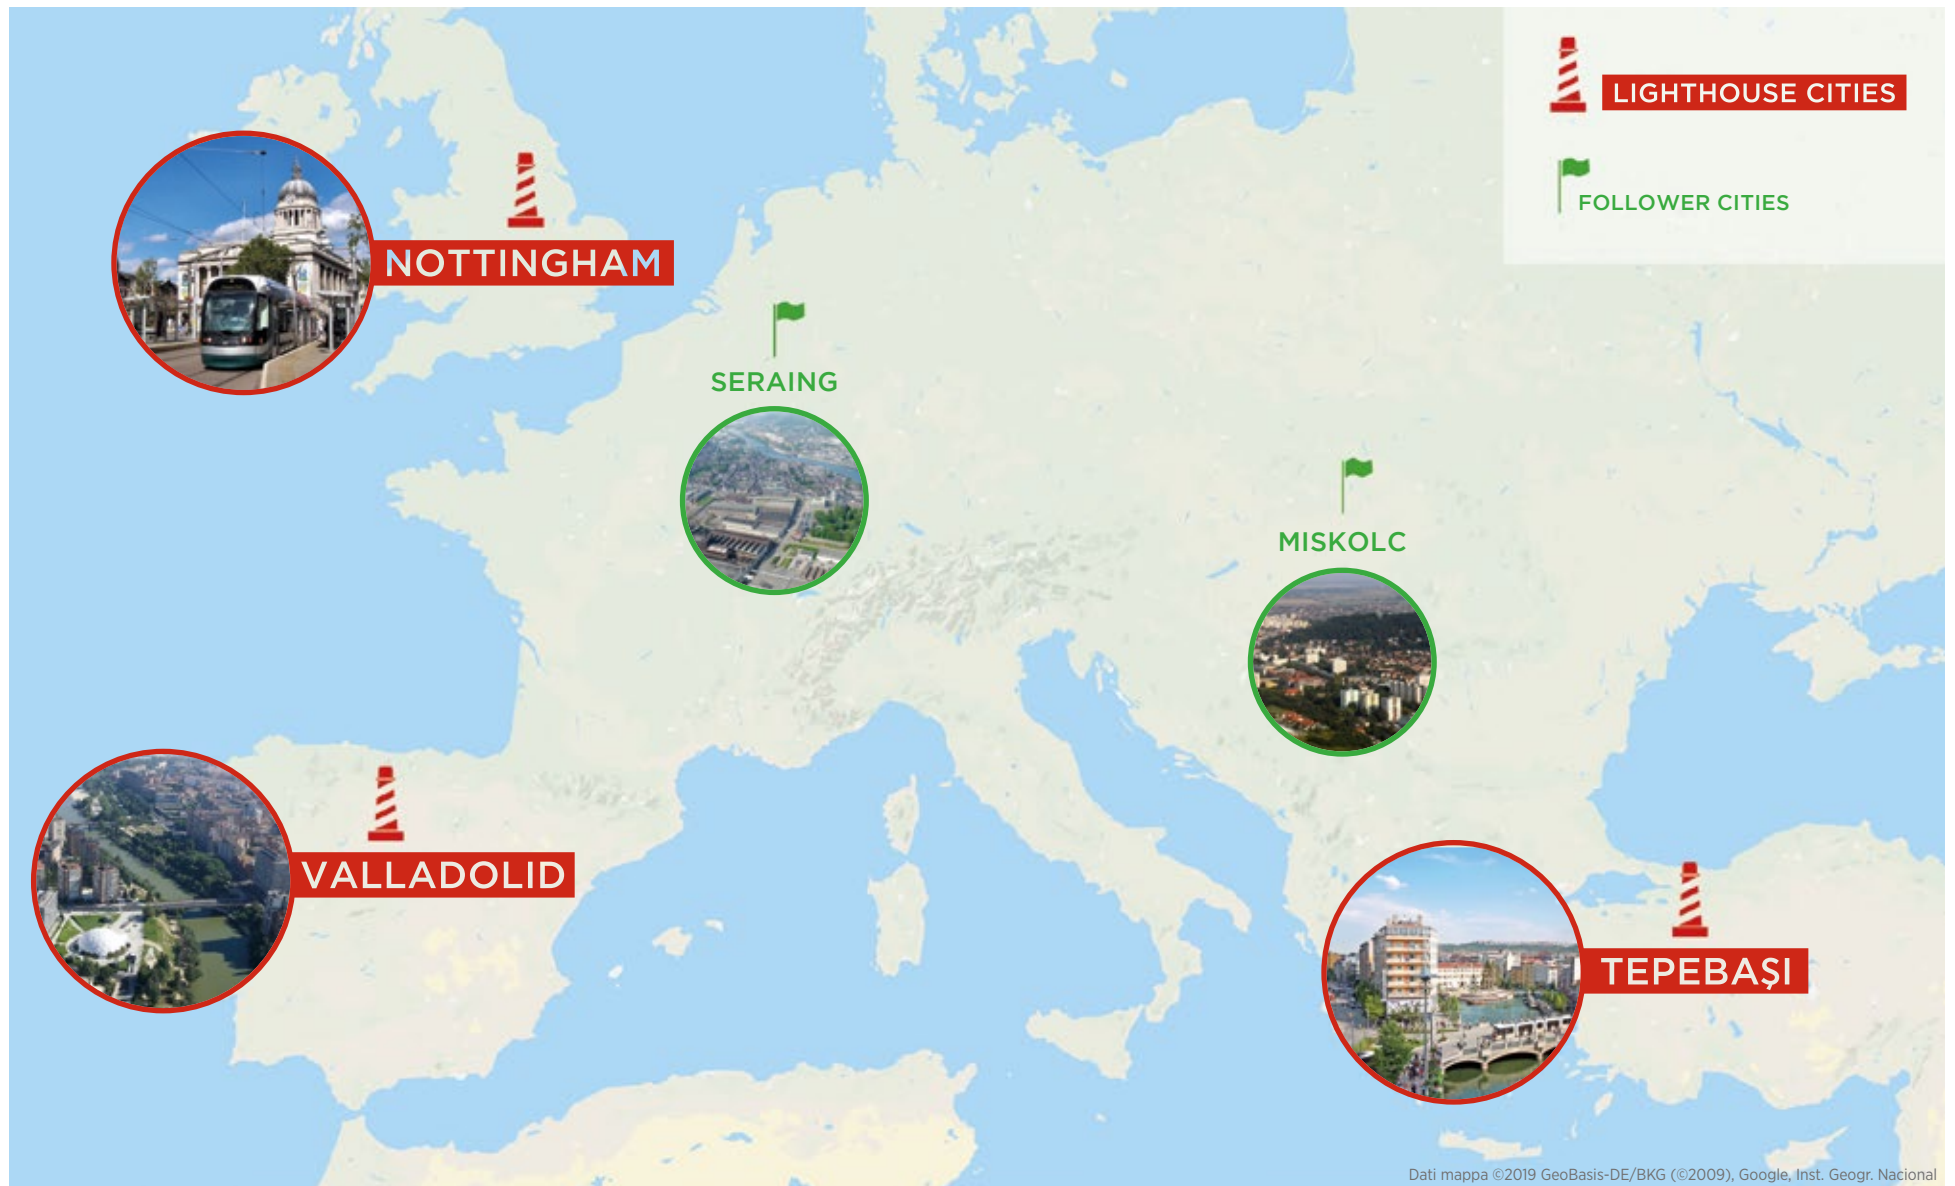 LIGHTHOUSE CITIES
FOLLOWER CITIES
NOTTINGHAM
SERAING
MISKOLC
VALLADOLID
TEPEBAŞI
Dati mappa ©2019 GeoBasis-DE/BKG (©2009), Google, Inst. Geogr. Nacional